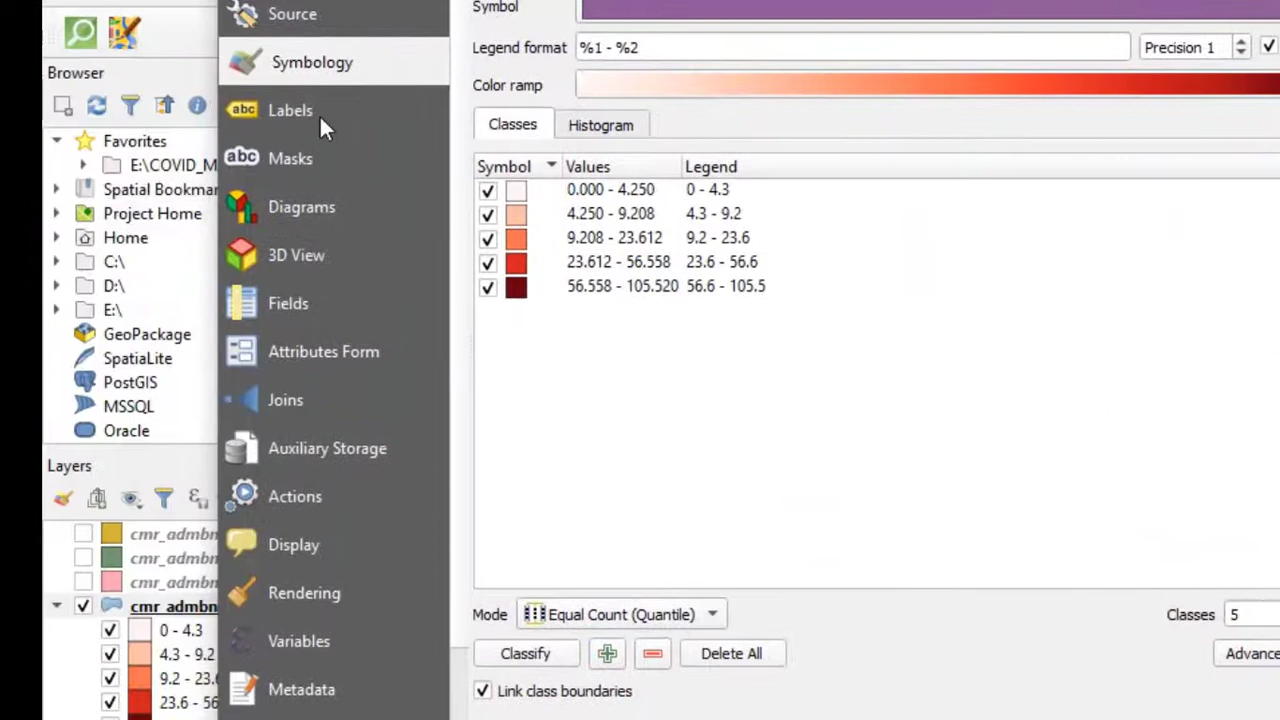 Source
Symbology
Labels
Masks
Diagrams
3D View
Fields
Attributes Form
Joins
Auxiliary Storage
Actions
Display
Rendering
Variables
Metadata
Browser
Favorites
E:\COVID_M
Spatial Bookmar
Project Home
Home
C:\
D:\
E:\
GeoPackage
SpatiaLite
PostGIS
MSSQL
Oracle
Layers
cmr_admbn
cmr_admbn
cmr_admbn
cmr_admbn
0 - 4.3
4.3 - 9.2
9.2 - 23.6
23.6 - 56
Symbol
Legend format %1 - %2 Precision 1
Color ramp
Classes Histogram
Symbol Values Legend
0.000 - 4.250 0 - 4.3
4.250 - 9.208 4.3 - 9.2
9.208 - 23.612 9.2 - 23.6
23.612 - 56.558 23.6 - 56.6
56.558 - 105.520 56.6 - 105.5
Mode Equal Count (Quantile) Classes 5
Classify Delete All Advance
Link class boundaries